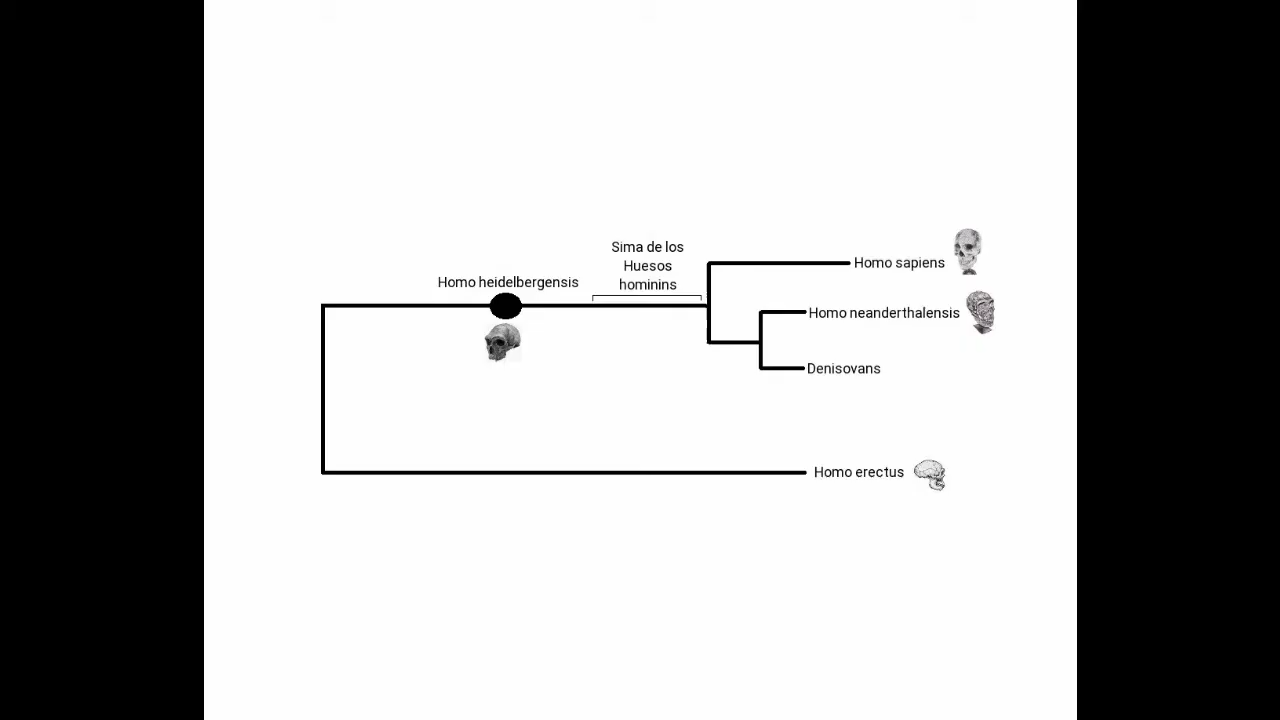 Sima de los
Huesos
hominins
Homo heidelbergensis
Homo sapiens
Homo neanderthalensis
Denisovans
Homo erectus